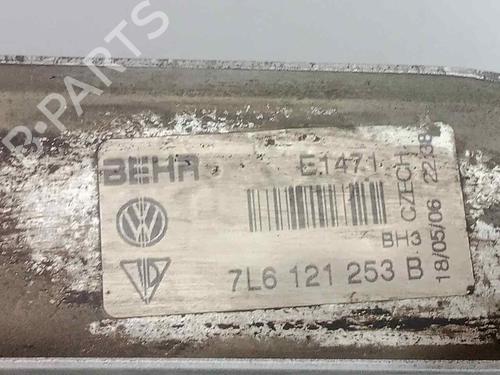 B-PARTS
BEHR
E1471
CZECH
BH3
18/05/06 22:38
7L6 121 253 B